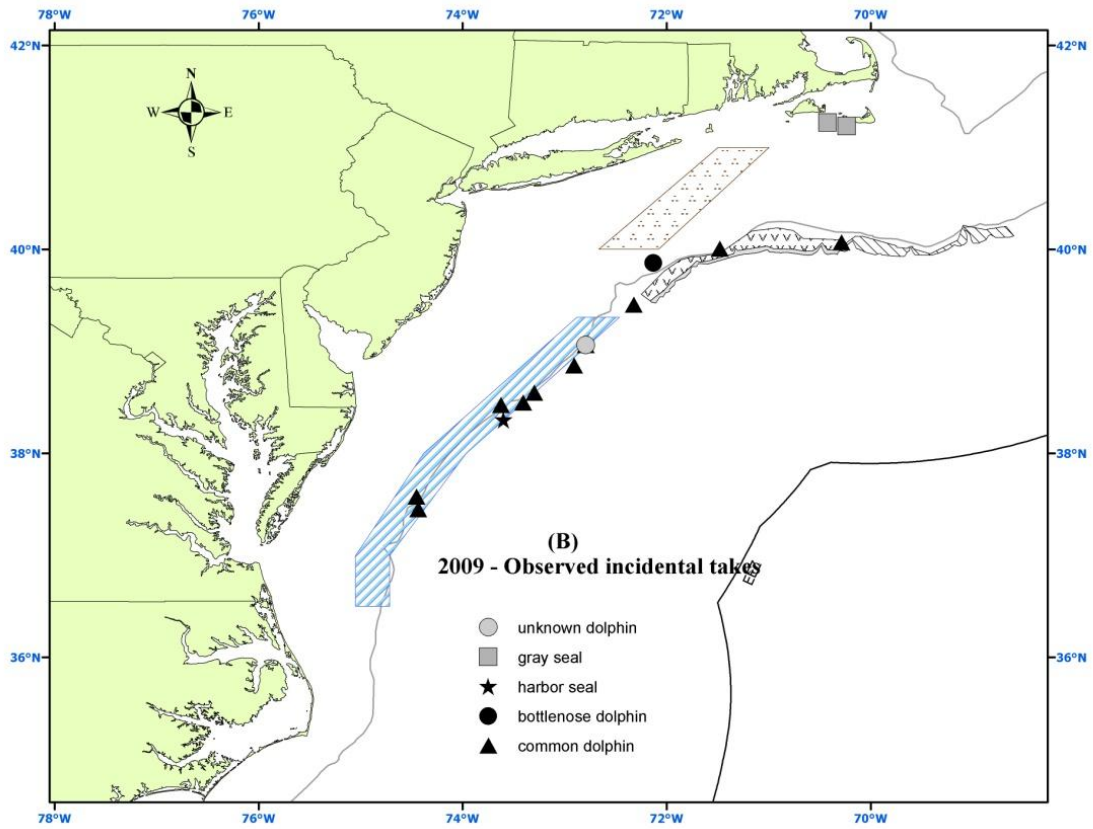 78°W 76°W 74°W 72°W 70°W
42°N 42°N
N
W E
S
40°N 40°N
38°N 38°N
(B)
2009 - Observed incidental takes
EEZ
unknown dolphin
36°N gray seal 36°N
harbor seal
bottlenose dolphin
common dolphin
78°W 76°W 74°W 72°W 70°W